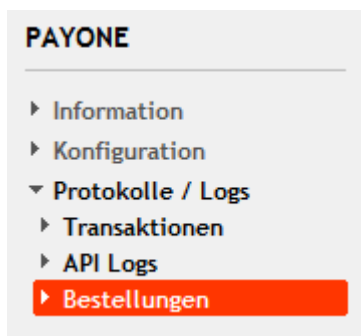 PAYONE
Information
Konfiguration
Protokolle / Logs
Transaktionen
API Logs
Bestellungen